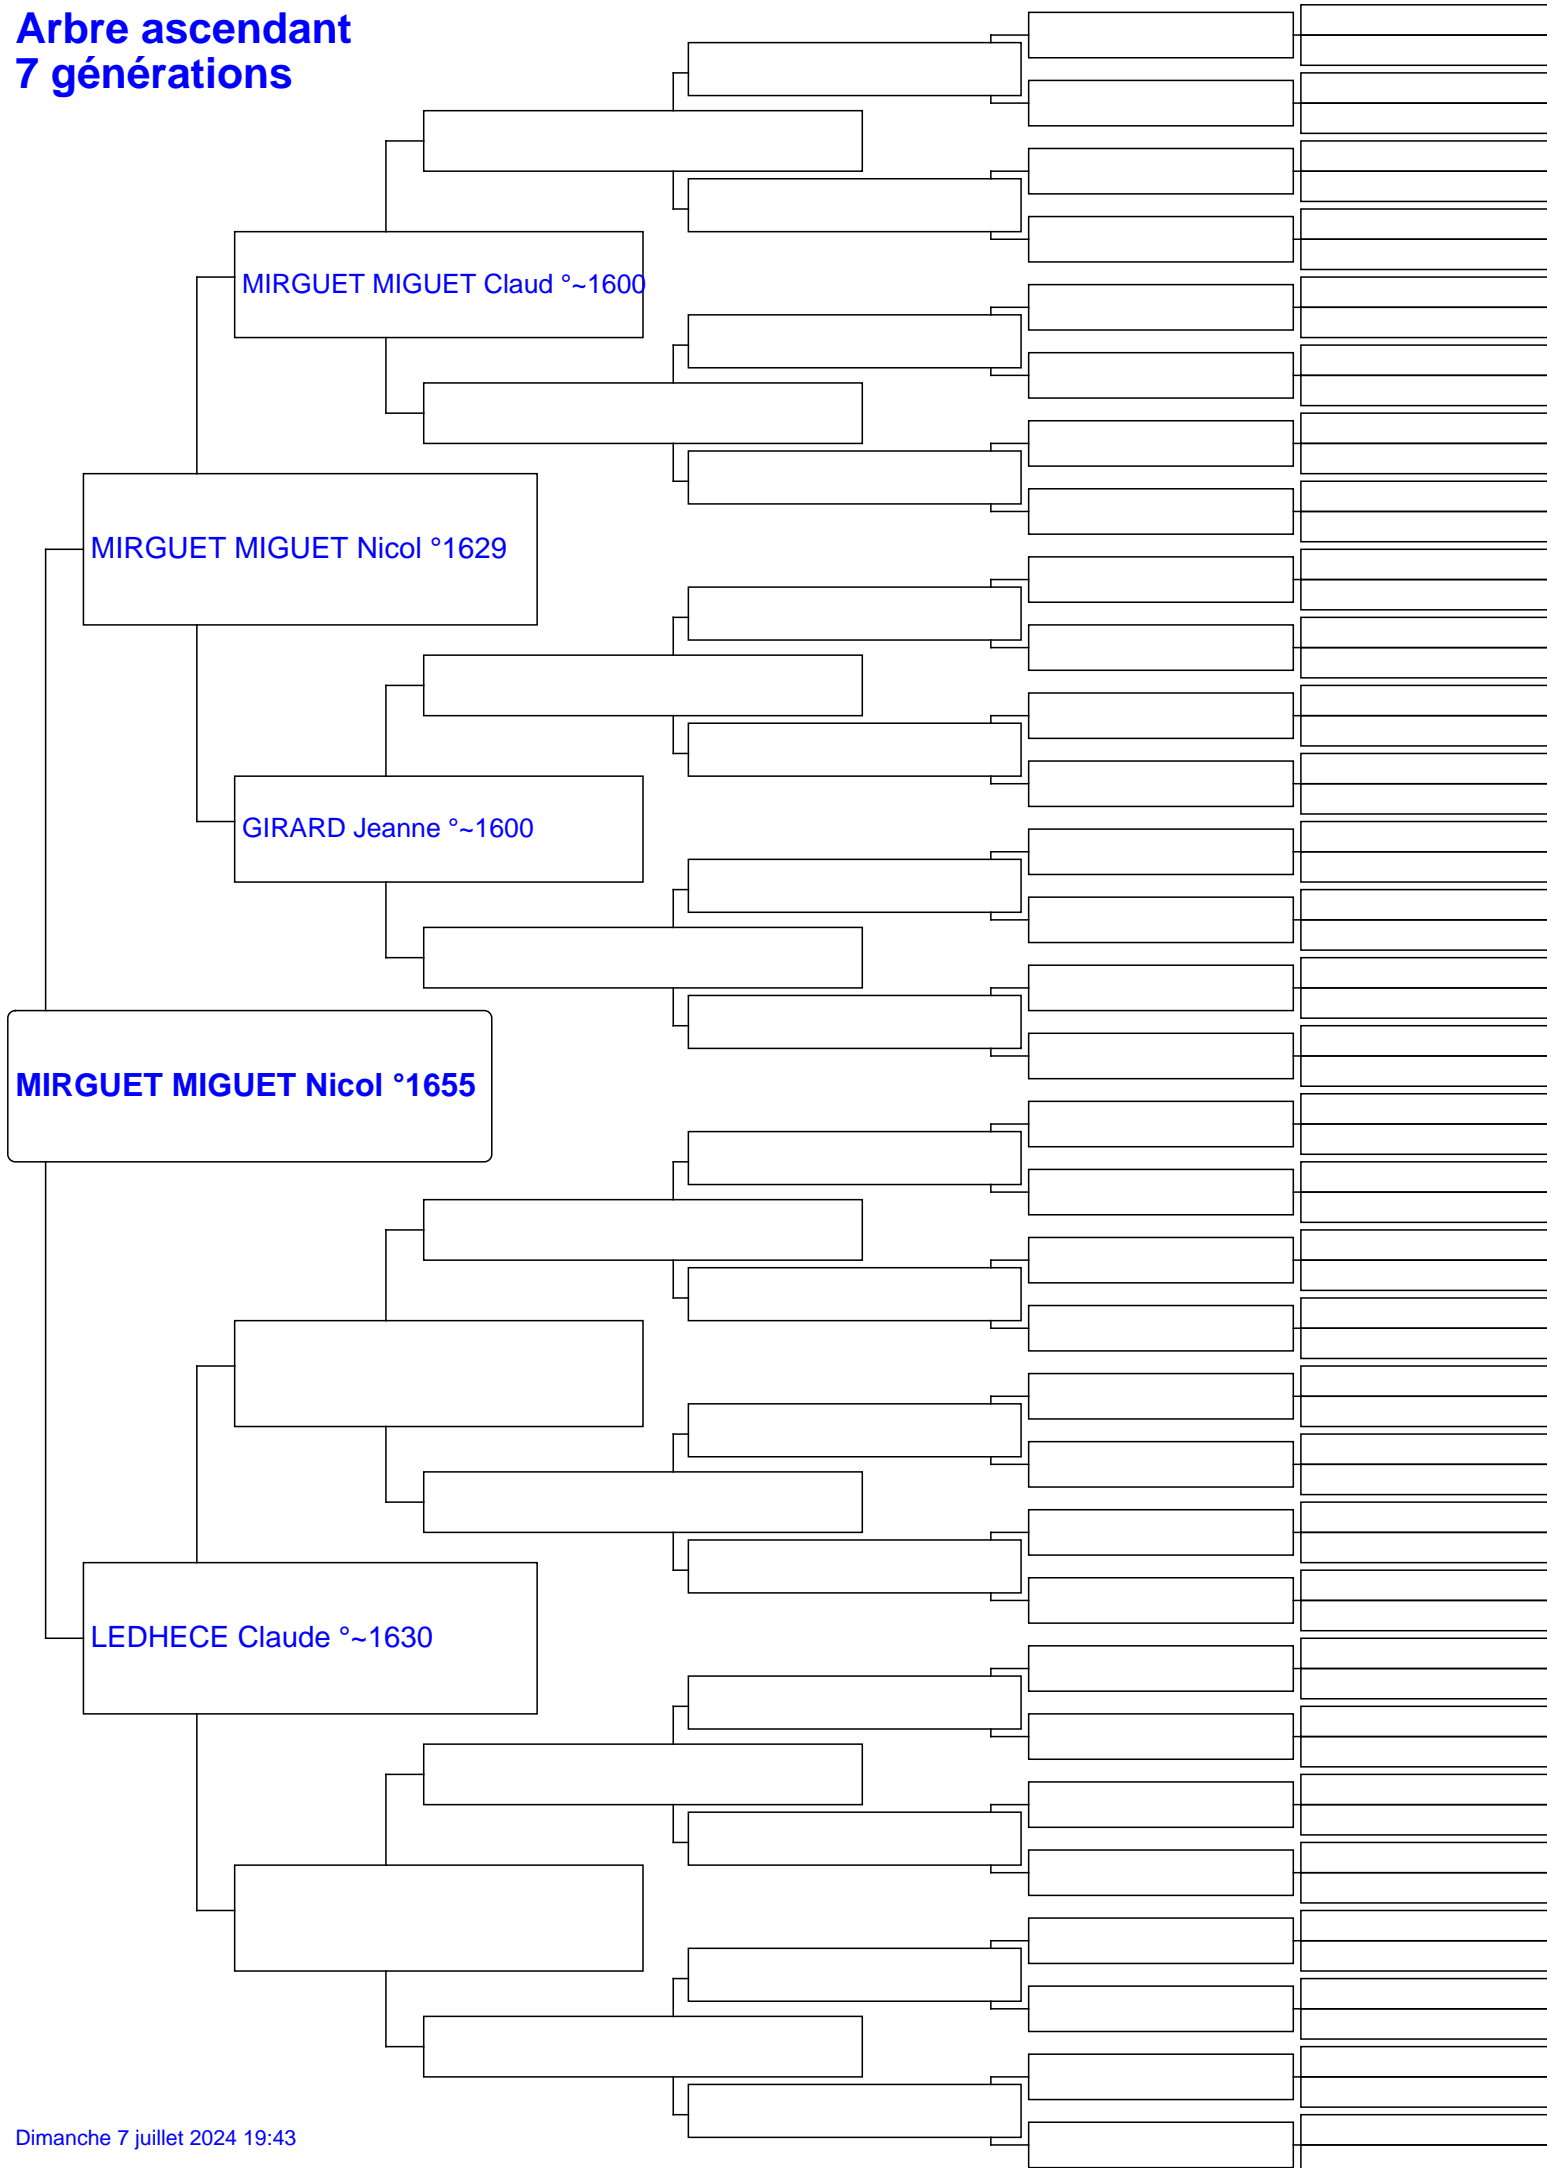 Arbre ascendant
7 générations
MIRGUET MIGUET Claud °~1600
MIRGUET MIGUET Nicol °1629
GIRARD Jeanne °~1600
MIRGUET MIGUET Nicol °1655
LEDHECE Claude °~1630
Dimanche 7 juillet 2024 19:43